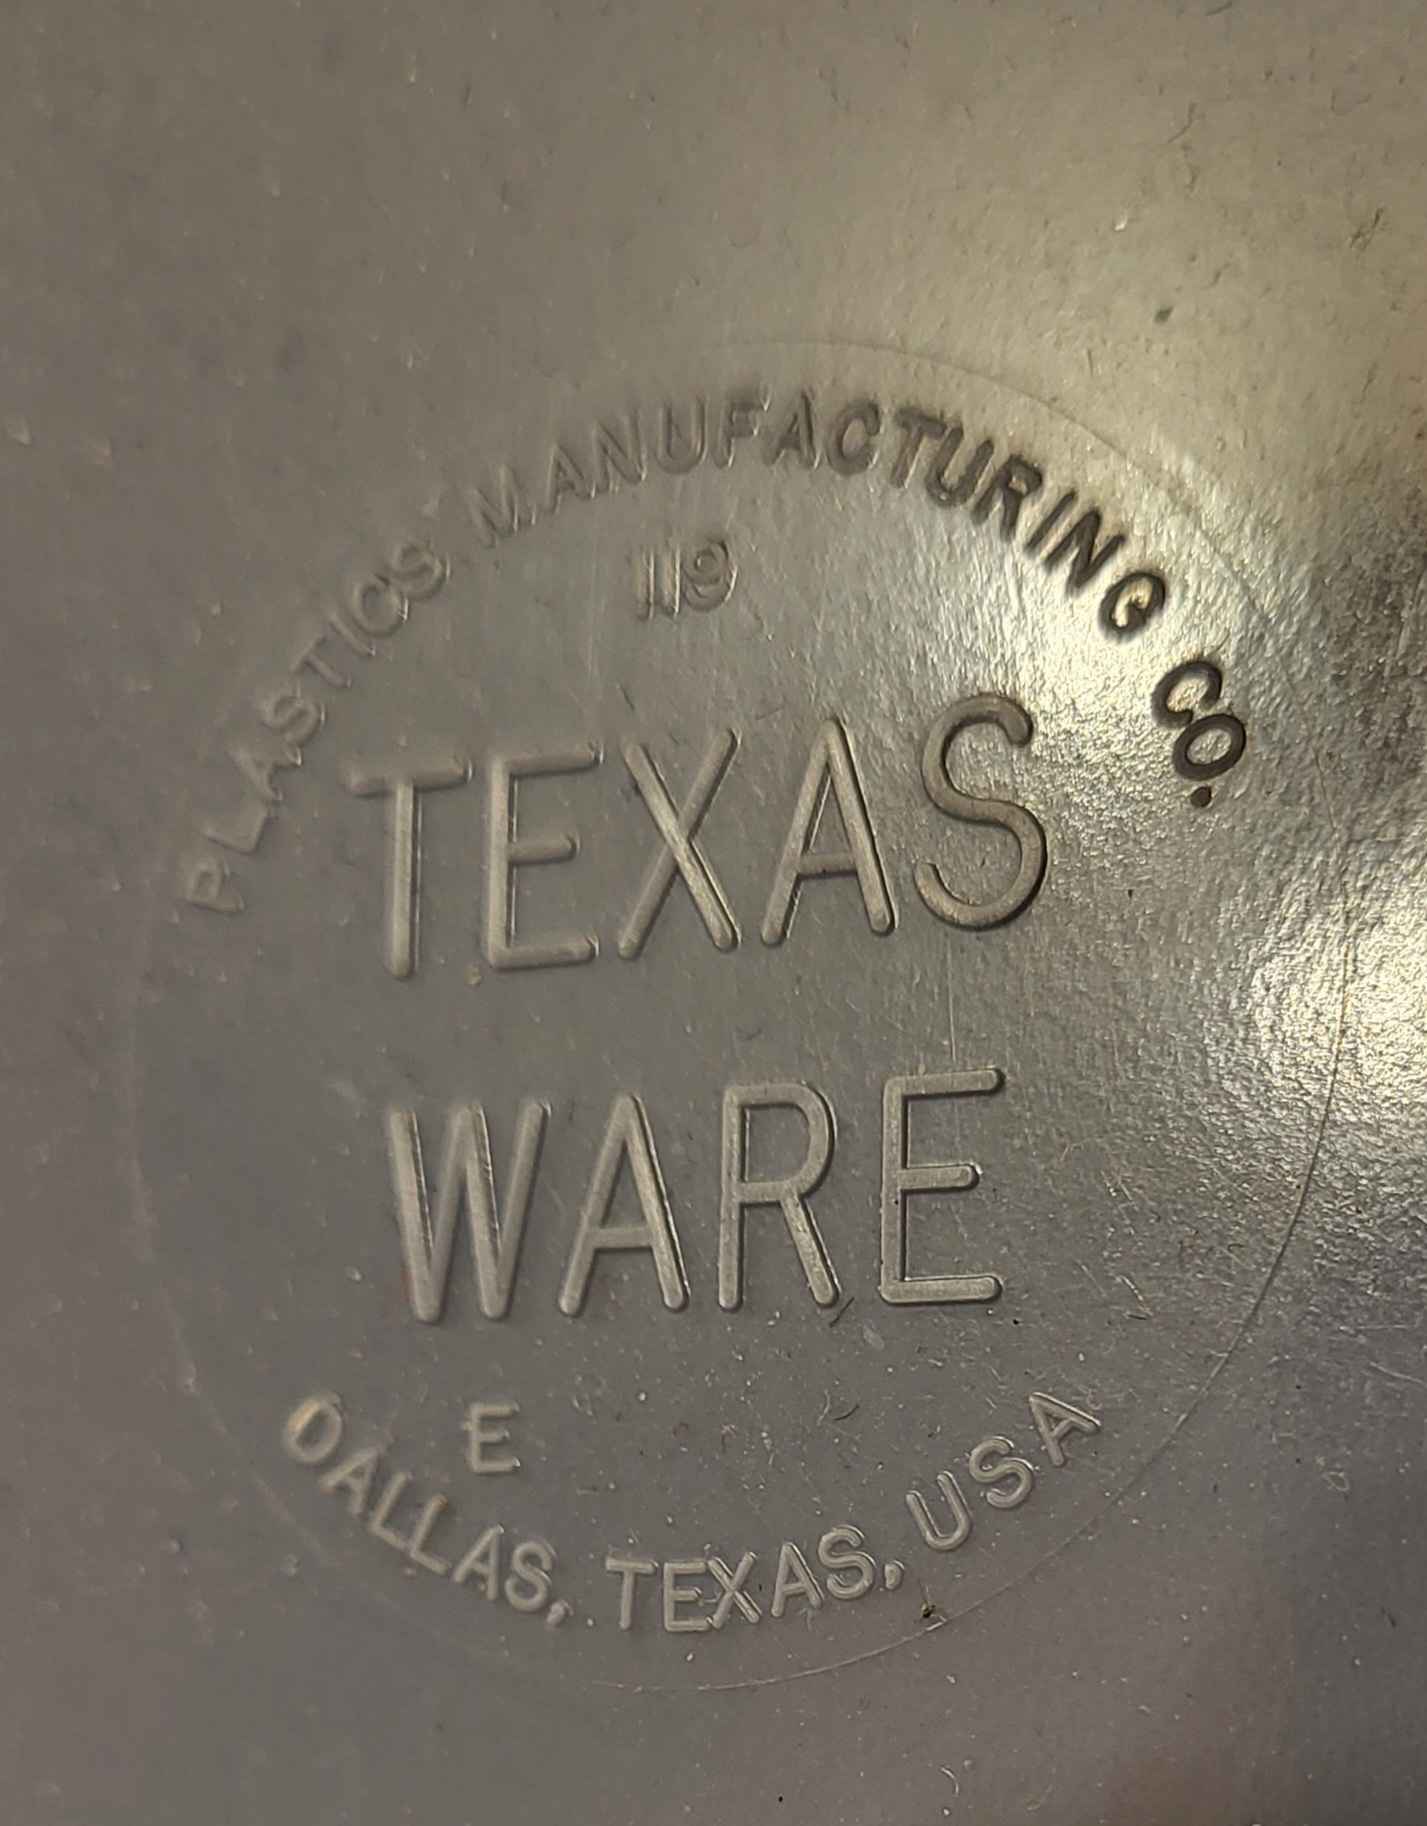 PLASTICS MANUFACTURING CO.
119
TEXAS
WARE
E
DALLAS, TEXAS, USA